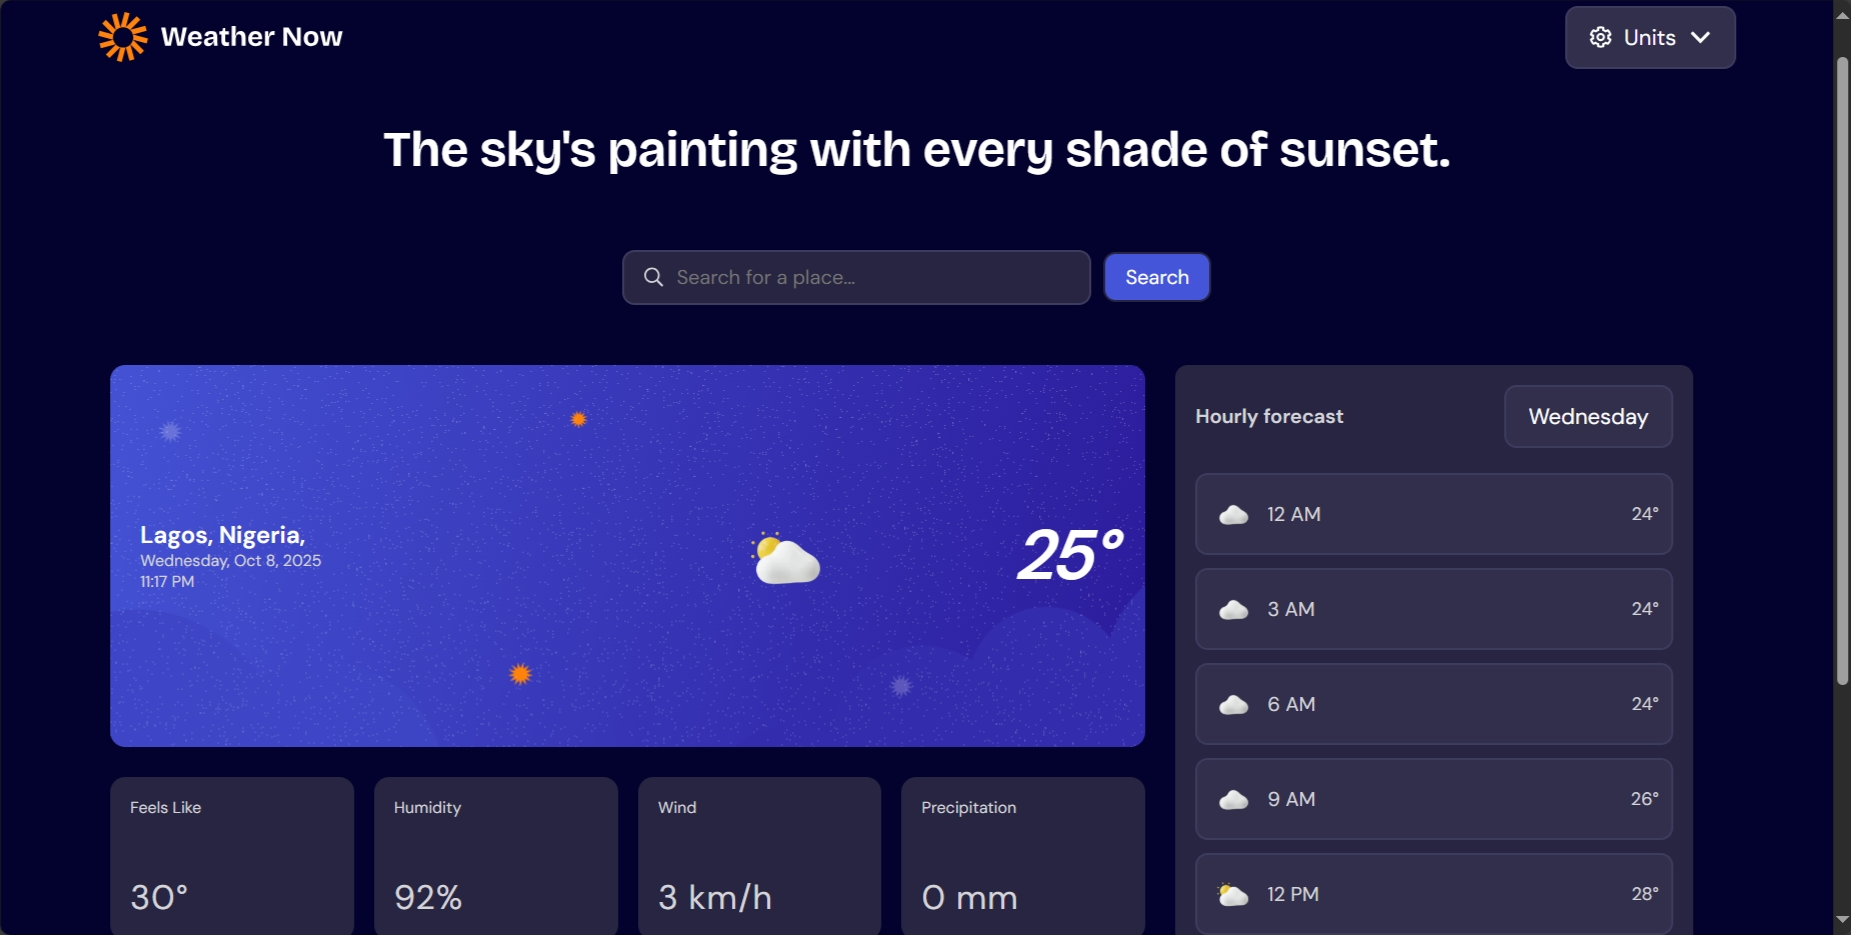 Weather Now
Units
The sky's painting with every shade of sunset.
Search for a place...
Search
Lagos, Nigeria,
Wednesday, Oct 8, 2025
11:17 PM
25°
Feels Like
30°
Humidity
92%
Wind
3 km/h
Precipitation
0 mm
Hourly forecast
Wednesday
12 AM 24°
3 AM 24°
6 AM 24°
9 AM 26°
12 PM 28°